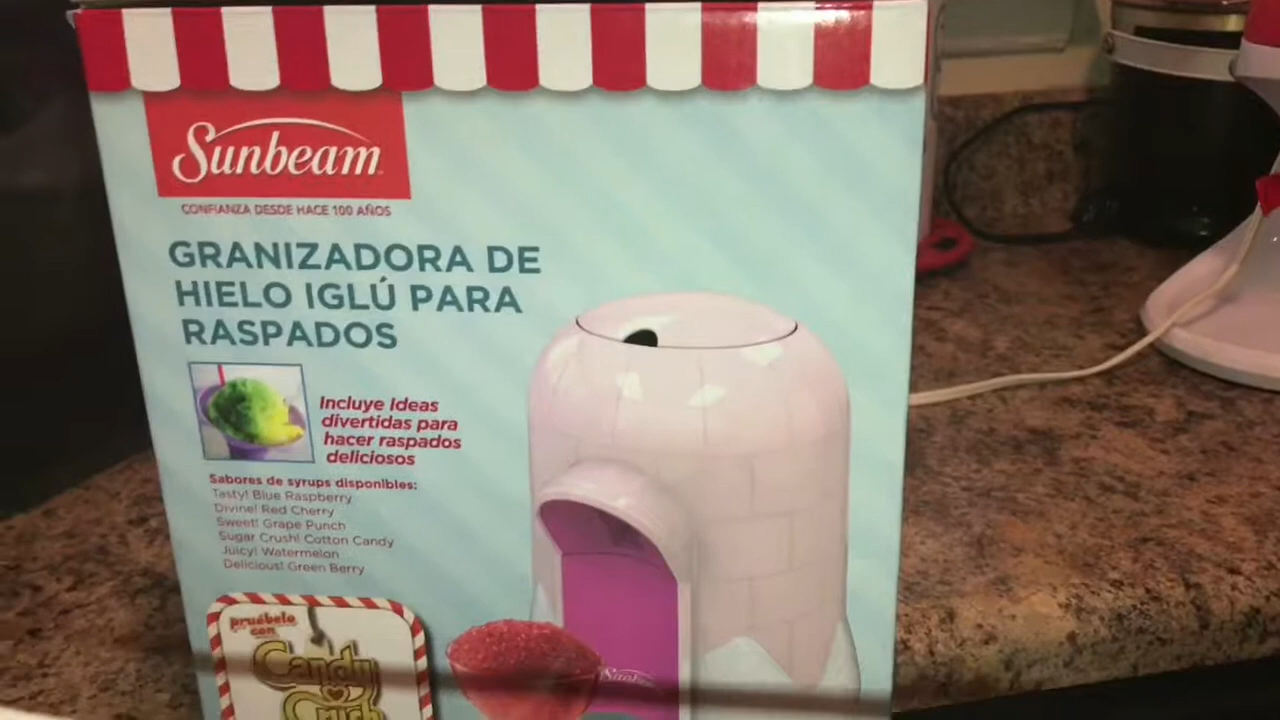 Sunbeam
CONFIANZA DESDE HACE 100 AÑOS
GRANIZADORA DE
HIELO IGLÚ PARA
RASPADOS
Incluye Ideas
divertidas para
hacer raspados
deliciosos
Sabores de syrups disponibles:
Tasty! Blue Raspberry
Divine! Red Cherry
Sweet! Grape Punch
Sugar Crush! Cotton Candy
Juicy! Watermelon
Delicious! Green Berry
pruébelo
con
Candy
Crush
Sunbeam